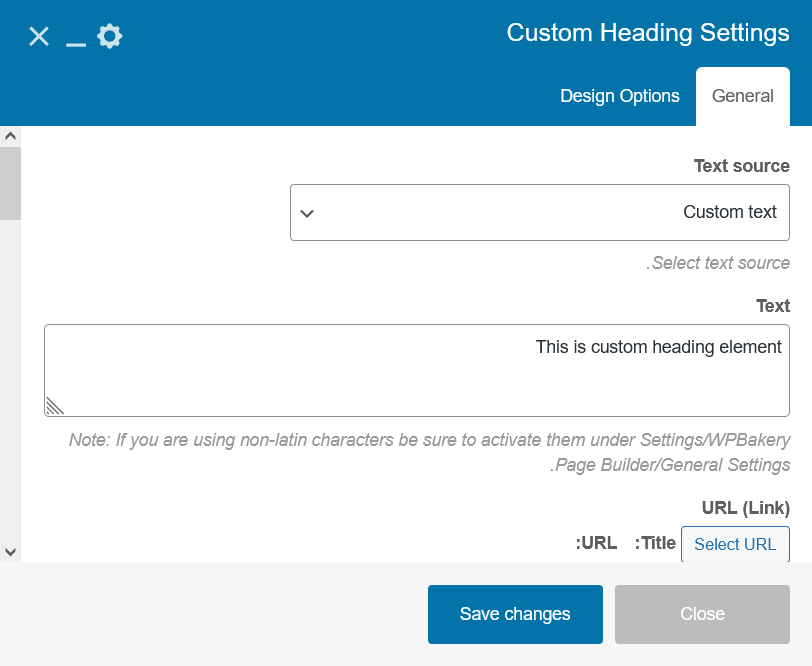 Custom Heading Settings
General
Design Options
Text source
Custom text
.Select text source
Text
This is custom heading element
Note: If you are using non-latin characters be sure to activate them under Settings/WPBakery
.Page Builder/General Settings
URL (Link)
Select URL :Title :URL
Save changes
Close